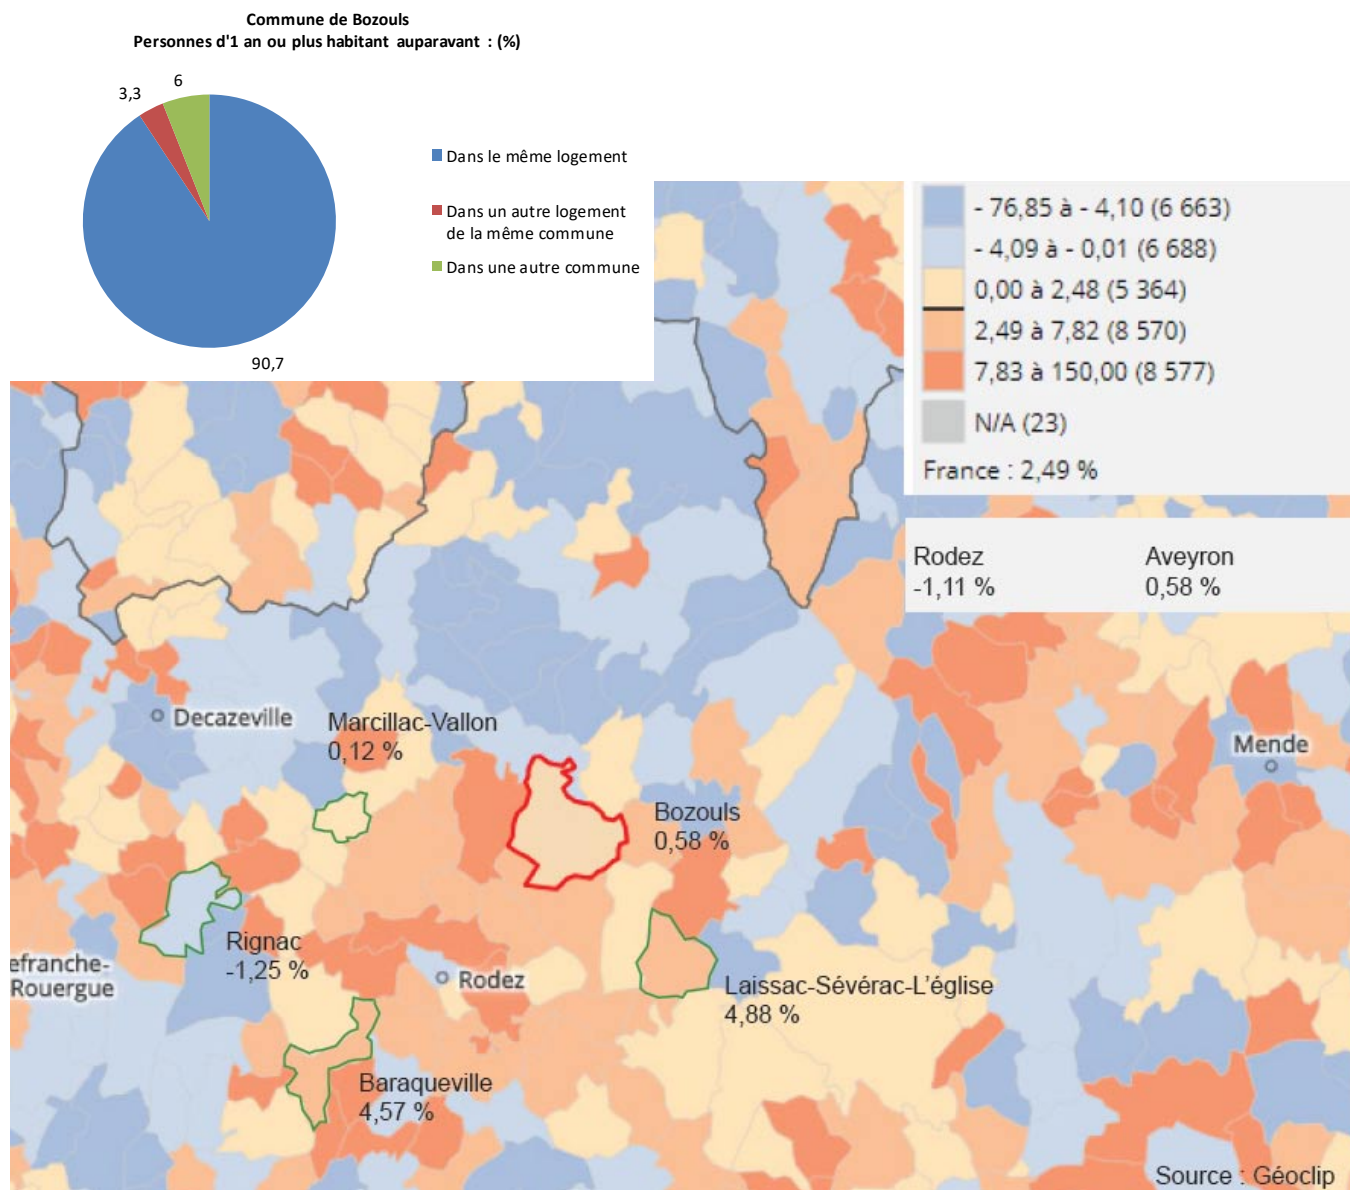 Commune de Bozouls
Personnes d'1 an ou plus habitant auparavant : (%)
6
3,3
90,7
Dans le même logement
Dans un autre logement
de la même commune
Dans une autre commune
- 76,85 à - 4,10 (6 663)
- 4,09 à - 0,01 (6 688)
0,00 à 2,48 (5 364)
2,49 à 7,82 (8 570)
7,83 à 150,00 (8 577)
N/A (23)
France : 2,49 %
Rodez
-1,11 %
Aveyron
0,58 %
Decazeville
Marcillac-Vallon
0,12 %
Mende
Bozouls
0,58 %
Rignac
-1,25 %
efranche-
Rouergue
Rodez
Laissac-Sévérac-L'église
4,88 %
Baraqueville
4,57 %
Source : Géoclip